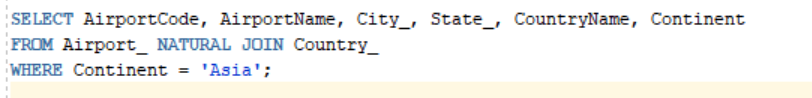 SELECT AirportCode, AirportName, City_, State_, CountryName, Continent
FROM Airport_ NATURAL JOIN Country_
WHERE Continent = 'Asia';